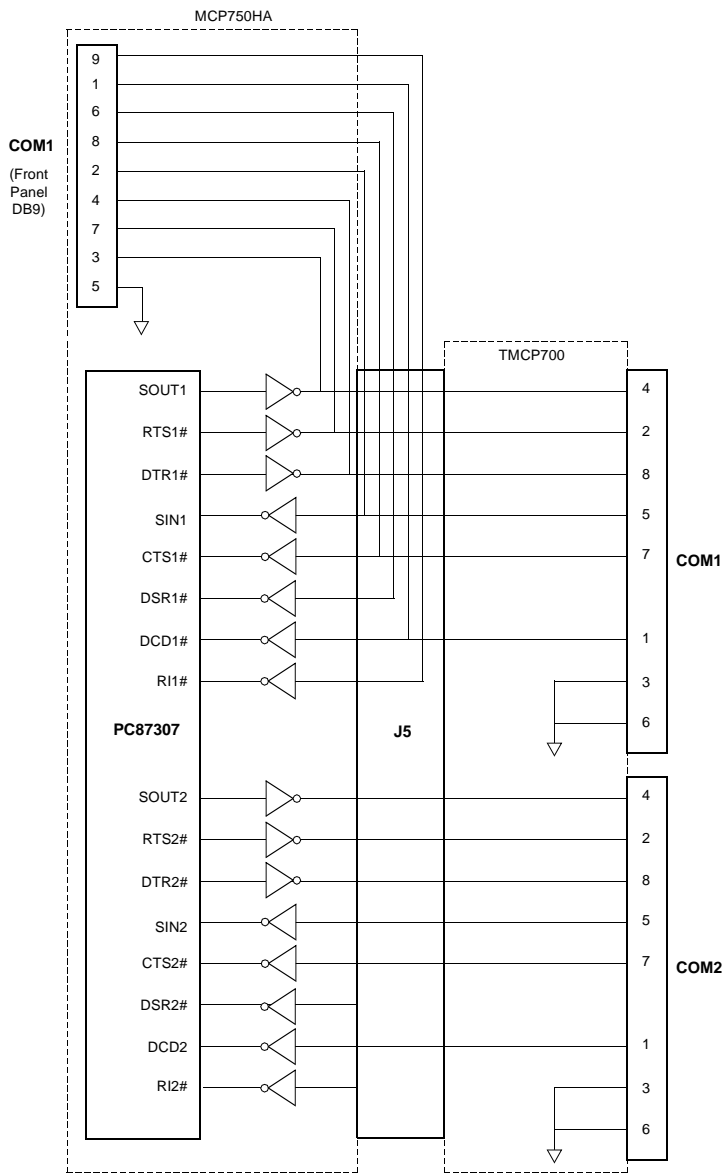 MCP750HA
9
1
6
8
2
4
7
3
5
COM1
(Front
Panel
DB9)
TMCP700
SOUT1
RTS1#
DTR1#
SIN1
CTS1#
DSR1#
DCD1#
RI1#
PC87307
J5
4
2
8
5
7
1
3
6
COM1
SOUT2
RTS2#
DTR2#
SIN2
CTS2#
DSR2#
DCD2
RI2#
4
2
8
5
7
1
3
6
COM2